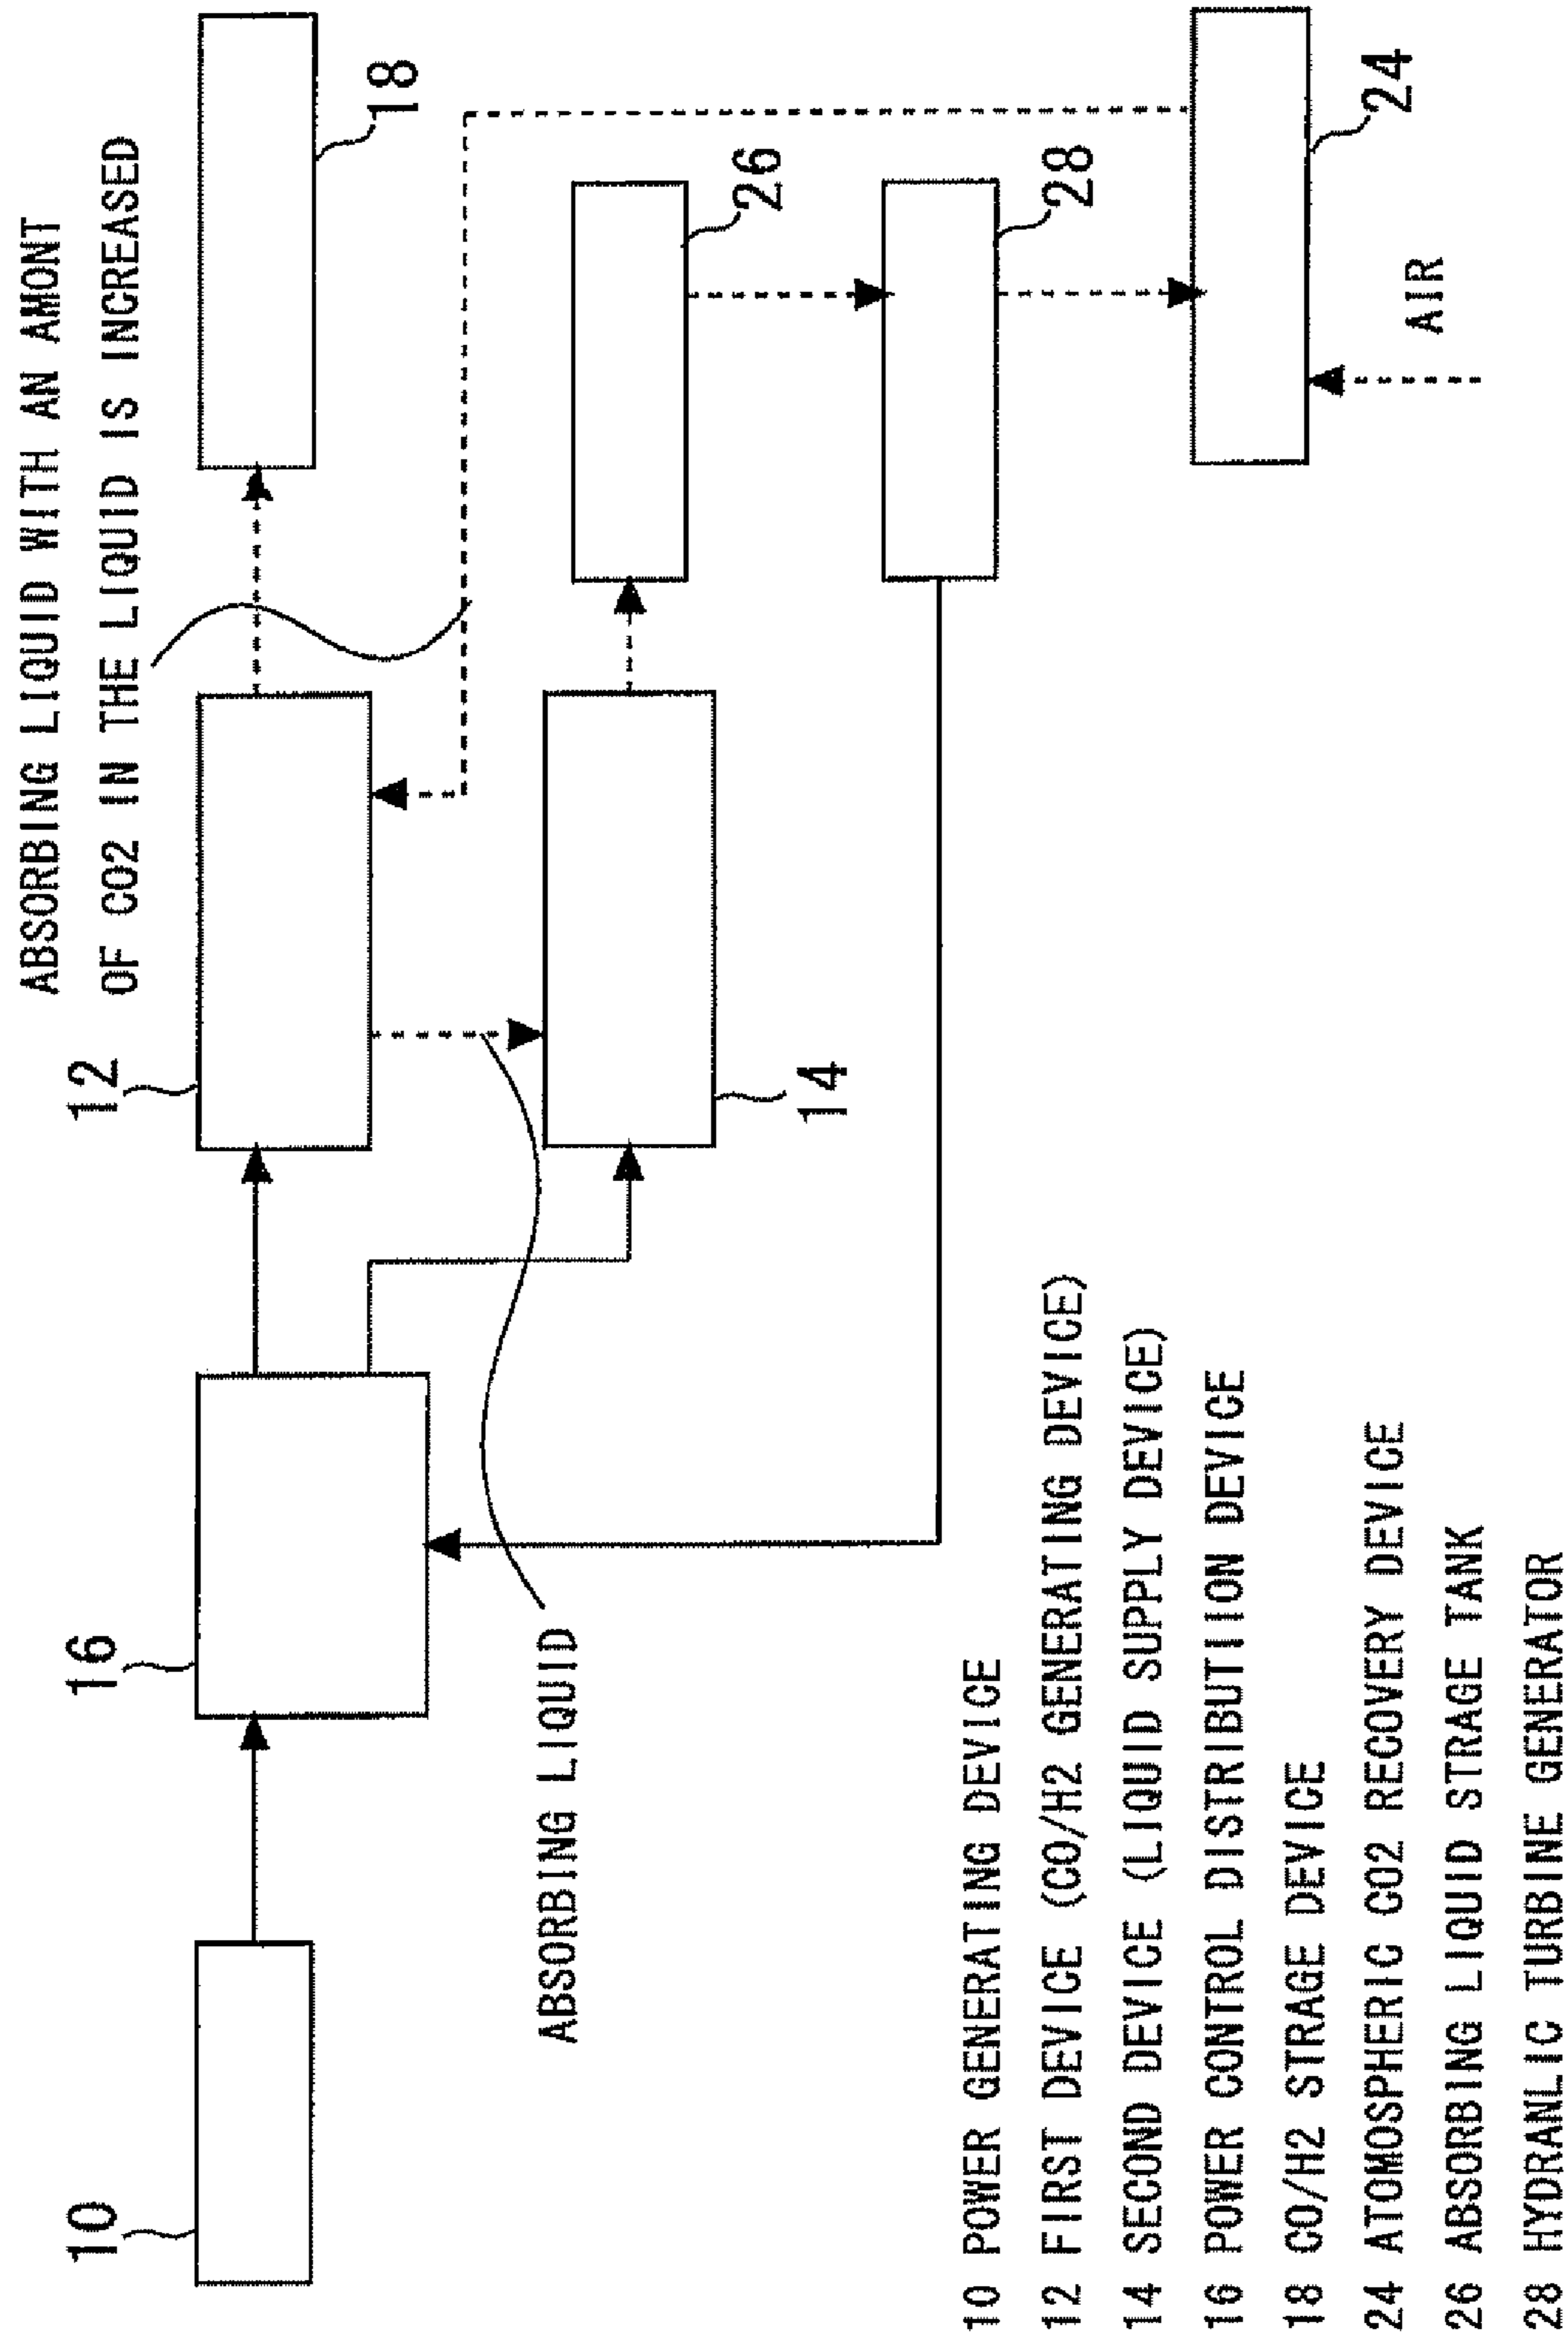 ABSORBING LIQUID WITH AN AMONT
OF CO2 IN THE LIQUID IS INCREASED
10
16
12
18
14
26
28
24
ABSORBING LIQUID
AIR
10 POWER GENERATING DEVICE
12 FIRST DEVICE (CO/H2 GENERATING DEVICE)
14 SECOND DEVICE (LIQUID SUPPLY DEVICE)
16 POWER CONTROL DISTRIBUTIION DEVICE
18 CO/H2 STRAGE DEVICE
24 ATOMOSPHERIC CO2 RECOVERY DEVICE
26 ABSORBING LIQUID STRAGE TANK
28 HYDRANLIC TURBINE GENERATOR